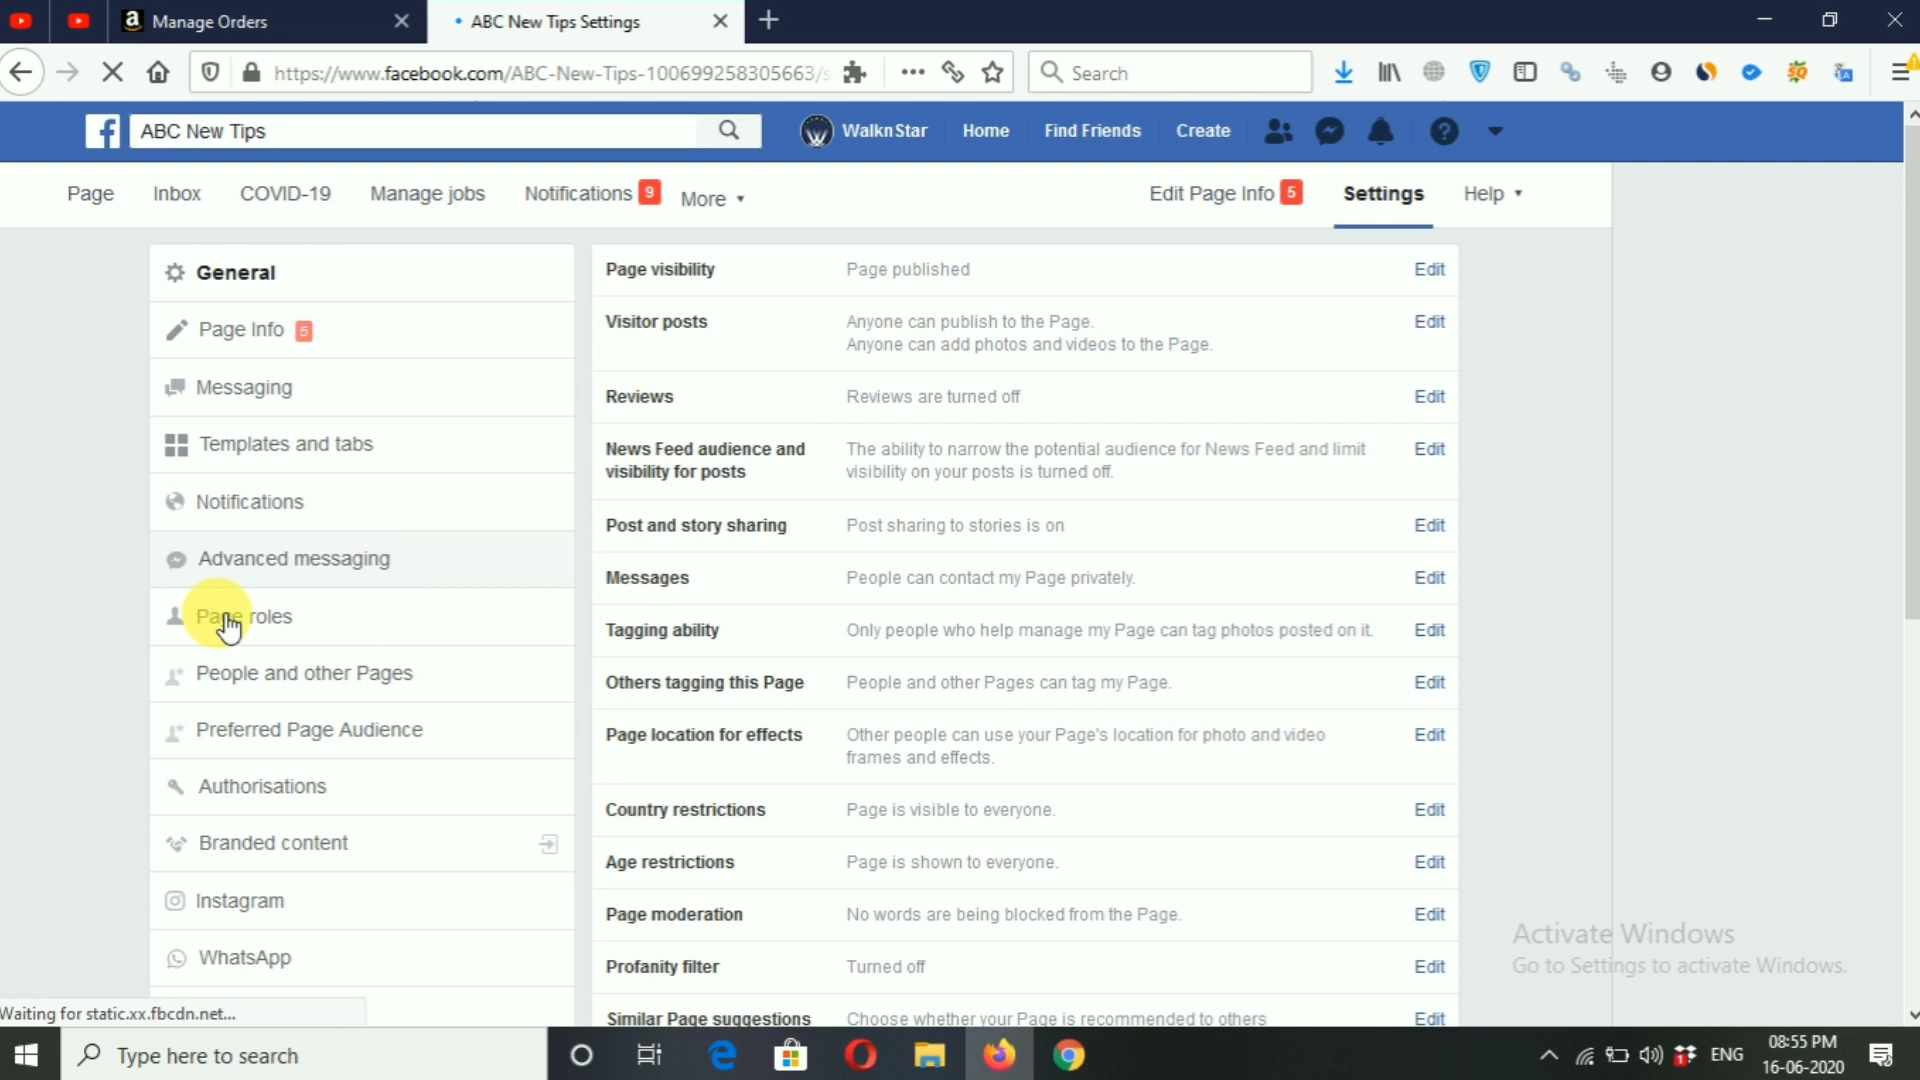 Manage Orders
ABC New Tips Settings
https://www.facebook.com/ABC-New-Tips-100699258305663/s
Search
ABC New Tips
WalknStar
Home
Find Friends
Create
Page
Inbox
COVID-19
Manage jobs
Notifications 9
More
Edit Page Info 5
Settings
Help
General
Page Info 5
Messaging
Templates and tabs
Notifications
Advanced messaging
Page roles
People and other Pages
Preferred Page Audience
Authorisations
Branded content
Instagram
WhatsApp
Page visibility Page published Edit
Visitor posts Anyone can publish to the Page. Edit
Anyone can add photos and videos to the Page.
Reviews Reviews are turned off Edit
News Feed audience and The ability to narrow the potential audience for News Feed and limit Edit
visibility for posts visibility on your posts is turned off.
Post and story sharing Post sharing to stories is on Edit
Messages People can contact my Page privately. Edit
Tagging ability Only people who help manage my Page can tag photos posted on it. Edit
Others tagging this Page People and other Pages can tag my Page. Edit
Page location for effects Other people can use your Page's location for photo and video Edit
frames and effects.
Country restrictions Page is visible to everyone. Edit
Age restrictions Page is shown to everyone. Edit
Page moderation No words are being blocked from the Page. Edit
Profanity filter Turned off Edit
Similar Page suggestions Choose whether your Page is recommended to others Edit
Activate Windows
Go to Settings to activate Windows.
Waiting for static.xx.fbcdn.net...
Type here to search
ENG
08:55 PM
16-06-2020